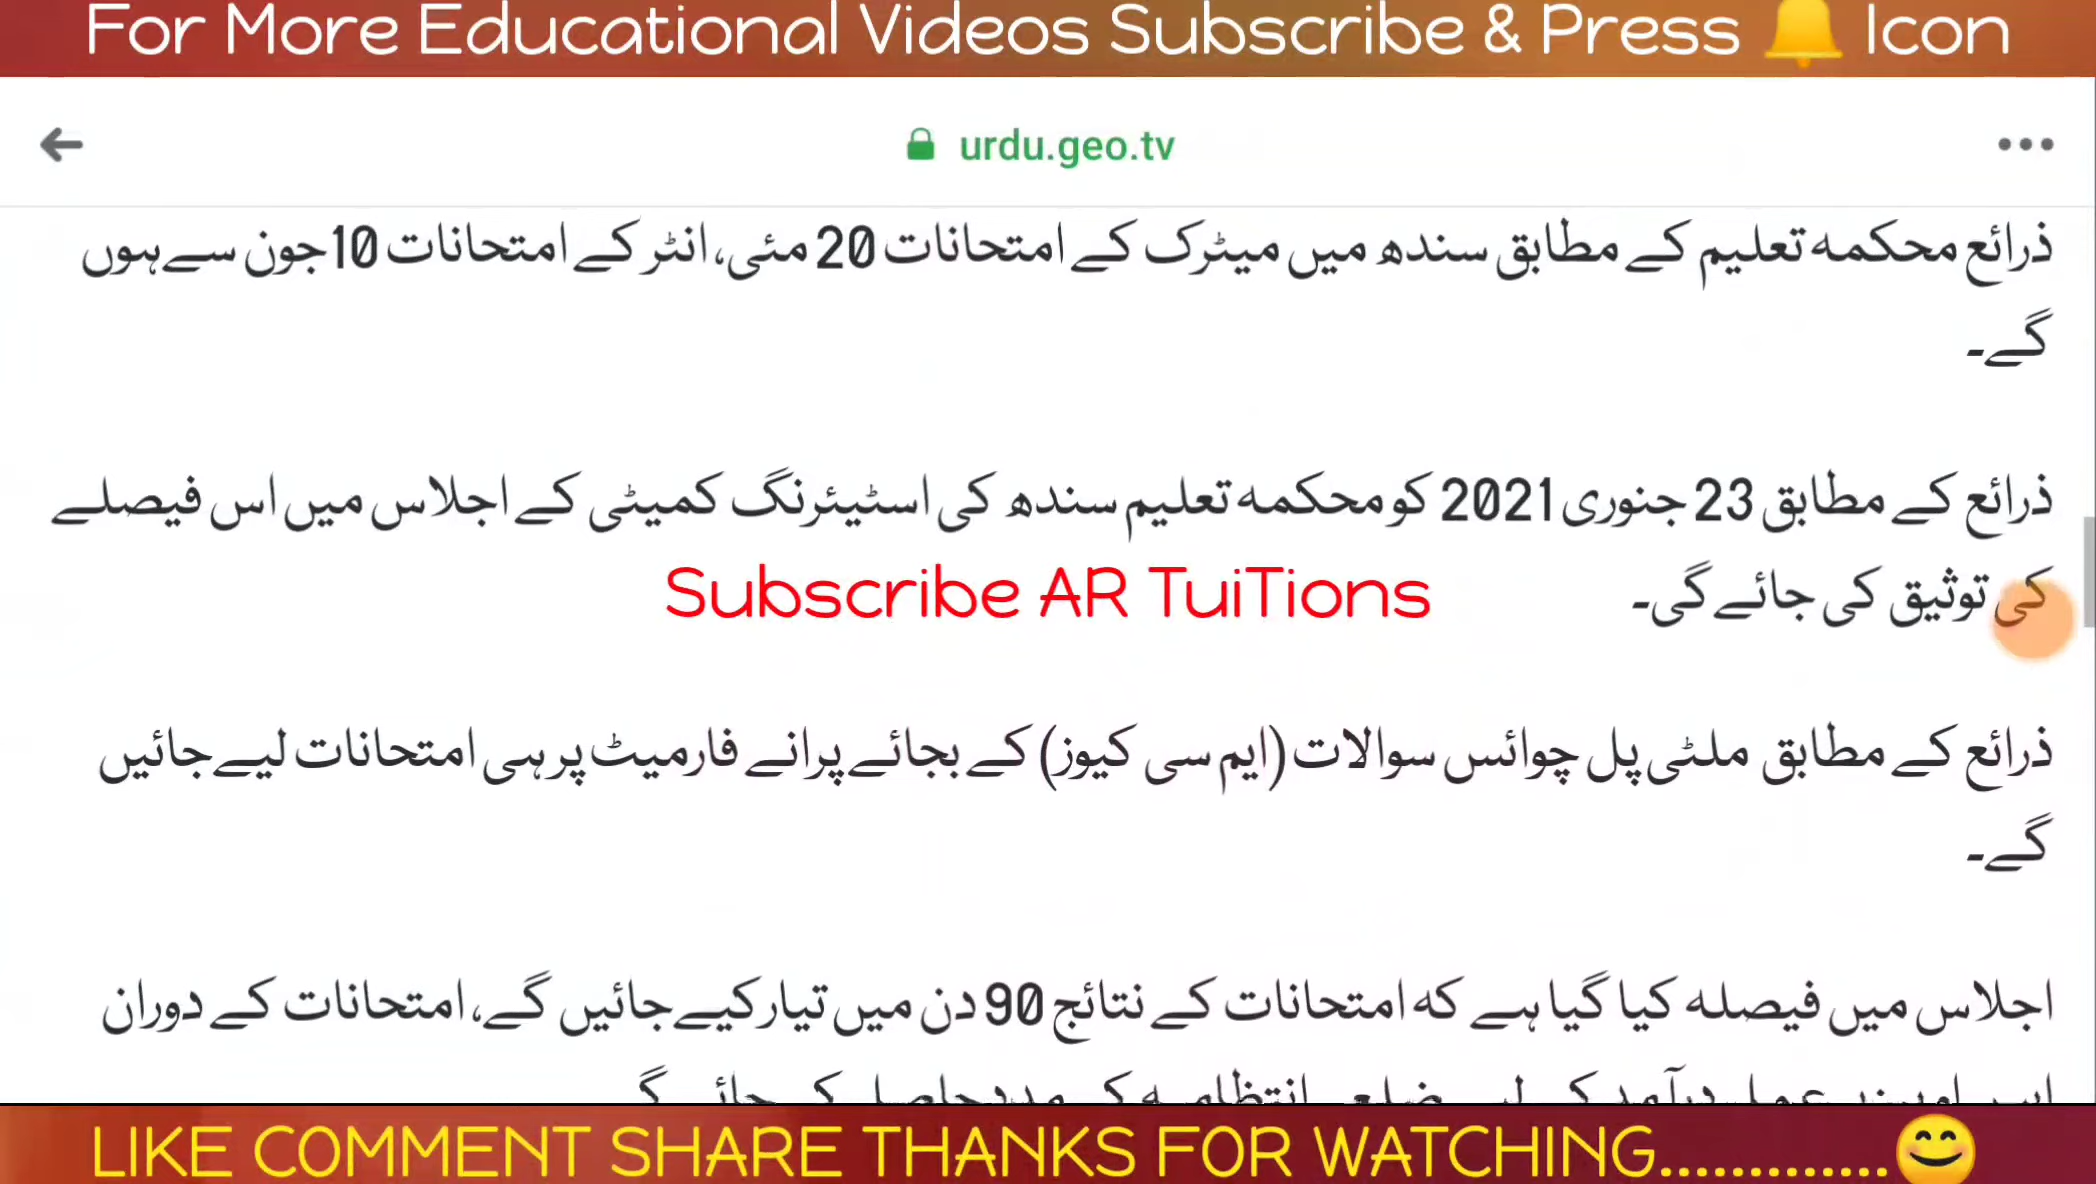 For More Educational Videos Subscribe & Press 🔔 Icon
urdu.geo.tv
ذرائع محکمہ تعلیم کے مطابق سندھ میں میٹرک کے امتحانات 20 مئی، انٹر کے امتحانات 10 جون سے ہوں
گے۔
ذرائع کے مطابق 23 جنوری 2021 کو محکمہ تعلیم سندھ کی اسٹیئرنگ کمیٹی کے اجلاس میں اس فیصلے
کی توثیق کی جائے گی۔
Subscribe AR TuiTions
ذرائع کے مطابق ملٹی پل چوائس سوالات (ایم سی کیوز) کے بجائے پرانے فارمیٹ پر ہی امتحانات لیے جائیں
گے۔
اجلاس میں فیصلہ کیا گیا ہے کہ امتحانات کے نتائج 90 دن میں تیار کیے جائیں گے، امتحانات کے دوران
LIKE COMMENT SHARE THANKS FOR WATCHING.............😊